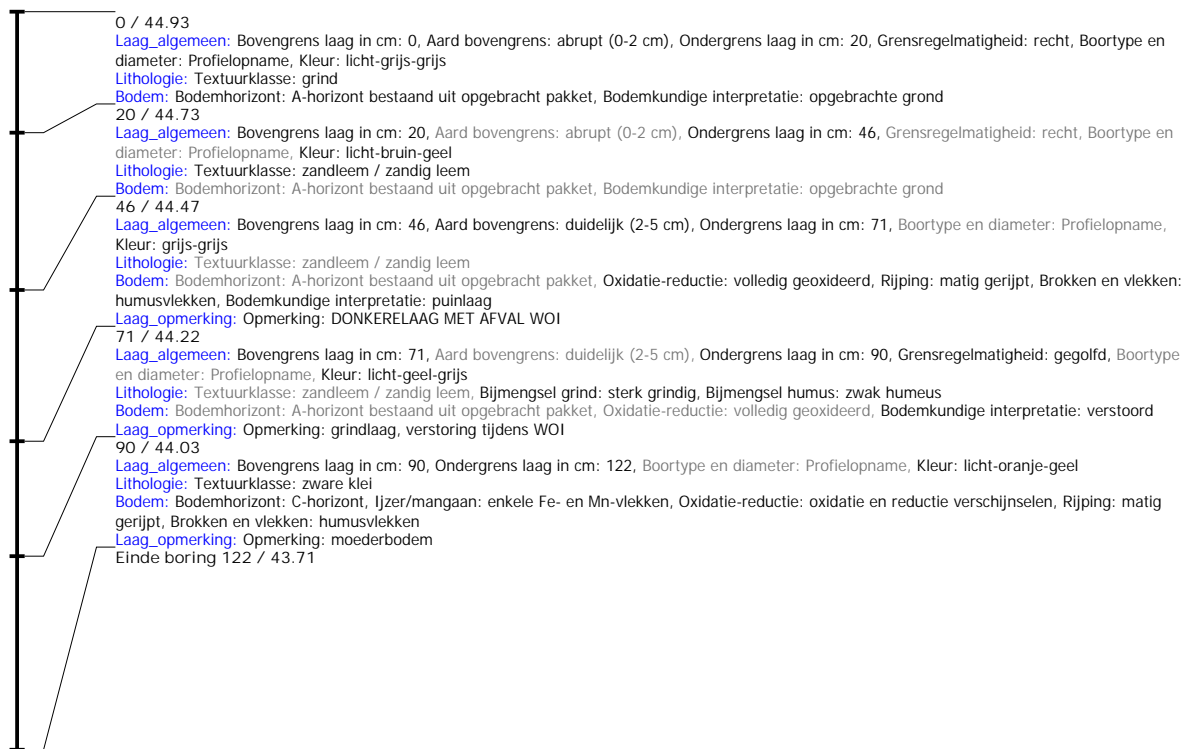 0 / 44.93
Laag_algemeen: Bovengrens laag in cm: 0, Aard bovengrens: abrupt (0-2 cm), Ondergrens laag in cm: 20, Grensregelmatigheid: recht, Boortype en
diameter: Profielopname, Kleur: licht-grijs-grijs
Lithologie: Textuurklasse: grind
Bodem: Bodemhorizont: A-horizont bestaand uit opgebracht pakket, Bodemkundige interpretatie: opgebrachte grond
20 / 44.73
Laag_algemeen: Bovengrens laag in cm: 20, Aard bovengrens: abrupt (0-2 cm), Ondergrens laag in cm: 46, Grensregelmatigheid: recht, Boortype en
diameter: Profielopname, Kleur: licht-bruin-geel
Lithologie: Textuurklasse: zandleem / zandig leem
Bodem: Bodemhorizont: A-horizont bestaand uit opgebracht pakket, Bodemkundige interpretatie: opgebrachte grond
46 / 44.47
Laag_algemeen: Bovengrens laag in cm: 46, Aard bovengrens: duidelijk (2-5 cm), Ondergrens laag in cm: 71, Boortype en diameter: Profielopname,
Kleur: grijs-grijs
Lithologie: Textuurklasse: zandleem / zandig leem
Bodem: Bodemhorizont: A-horizont bestaand uit opgebracht pakket, Oxidatie-reductie: volledig geoxideerd, Rijping: matig gerijpt, Brokken en vlekken:
humusvlekken, Bodemkundige interpretatie: puinlaag
Laag_opmerking: Opmerking: DONKERELAAG MET AFVAL WOI
71 / 44.22
Laag_algemeen: Bovengrens laag in cm: 71, Aard bovengrens: duidelijk (2-5 cm), Ondergrens laag in cm: 90, Grensregelmatigheid: gegolfd, Boortype
en diameter: Profielopname, Kleur: licht-geel-grijs
Lithologie: Textuurklasse: zandleem / zandig leem, Bijmengsel grind: sterk grindig, Bijmengsel humus: zwak humeus
Bodem: Bodemhorizont: A-horizont bestaand uit opgebracht pakket, Oxidatie-reductie: volledig geoxideerd, Bodemkundige interpretatie: verstoord
Laag_opmerking: Opmerking: grindlaag, verstoring tijdens WOI
90 / 44.03
Laag_algemeen: Bovengrens laag in cm: 90, Ondergrens laag in cm: 122, Boortype en diameter: Profielopname, Kleur: licht-oranje-geel
Lithologie: Textuurklasse: zware klei
Bodem: Bodemhorizont: C-horizont, Ijzer/mangaan: enkele Fe- en Mn-vlekken, Oxidatie-reductie: oxidatie en reductie verschijnselen, Rijping: matig
gerijpt, Brokken en vlekken: humusvlekken
Laag_opmerking: Opmerking: moederbodem
Einde boring 122 / 43.71